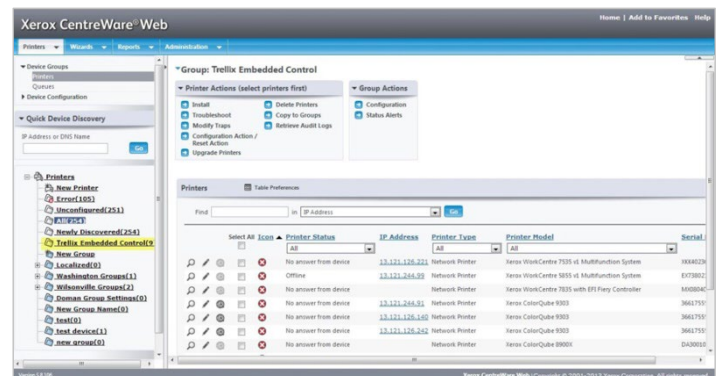 Xerox CentreWare® Web
Home | Add to Favorites Help
Printers Wizards Reports Administration
Device Groups
Printers
Queues
Device Configuration
Quick Device Discovery
IP Address or DNS Name
Go
Printers
New Printer
Error(105)
Unconfigured(251)
All(254)
Newly Discovered(254)
Trellix Embedded Control(9
New Group
Localized(0)
Washington Groups(1)
Wilsonville Groups(2)
Doman Group Settings(0)
New Group Name(0)
test(0)
test device(1)
new group(0)
Group: Trellix Embedded Control
Printer Actions (select printers first)
Install
Troubleshoot
Modify Traps
Configuration Action /
Reset Action
Upgrade Printers
Delete Printers
Copy to Groups
Retrieve Audit Logs
Group Actions
Configuration
Status Alerts
Printers Table Preferences
Find in IP Address Go
Select All Icon Printer Status IP Address Printer Type Printer Model Serial
All All All
No answer from device 13.121.126.221 Network Printer Xerox WorkCentre 7535 v1 Multifunction System
Offline 13.121.244.99 Network Printer Xerox WorkCentre 5855 v1 Multifunction System
No answer from device Network Printer Xerox WorkCentre 7835 with EFI Fiery Controller
No answer from device 13.121.244.91 Network Printer Xerox ColorQube 9303 3661755
No answer from device 13.121.126.140 Network Printer Xerox ColorQube 9303 3661755
No answer from device 13.121.126.242 Network Printer Xerox ColorQube 9303 3661755
No answer from device Network Printer Xerox ColorQube 8900X